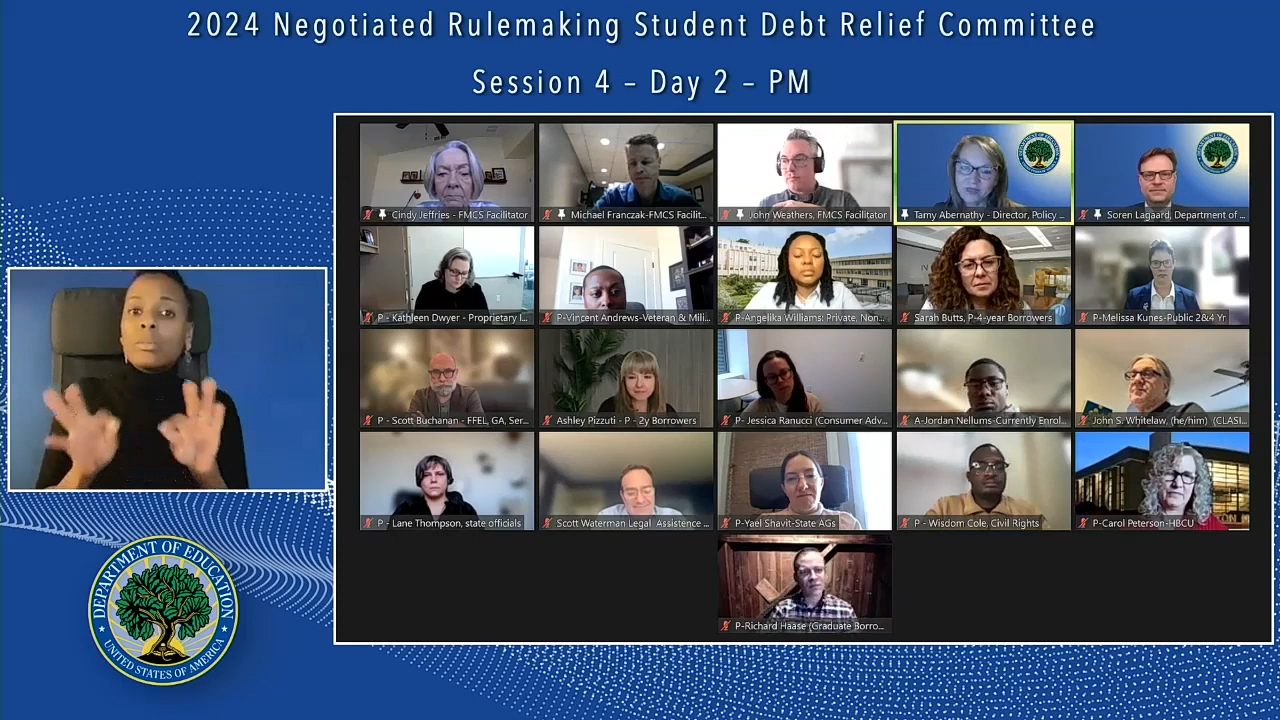 2024 Negotiated Rulemaking Student Debt Relief Committee
Session 4 – Day 2 – PM
Cindy Jeffries - FMCS Facilitator
Michael Franczak-FMCS Facilit...
John Weathers, FMCS Facilitator
Tamy Abernathy - Director, Policy ...
Soren Lagaard, Department of ...
P - Kathleen Dwyer - Proprietary I...
P-Vincent Andrews-Veteran & Mili...
P-Angelika Williams: Private, Non...
Sarah Butts, P-4-year Borrowers
P-Melissa Kunes-Public 2&4 Yr
P - Scott Buchanan - FFEL, GA, Ser...
Ashley Pizzuti - P - 2y Borrowers
P- Jessica Ranucci (Consumer Adv...
A-Jordan Nellums-Currently Enrol...
John S. Whitelaw, (he/him) (CLASI...
P - Lane Thompson, state officials
Scott Waterman Legal Assistence ...
P-Yael Shavit-State AGs
P - Wisdom Cole, Civil Rights
P-Carol Peterson-HBCU
P-Richard Haase (Graduate Borro...
DEPARTMENT OF EDUCATION
UNITED STATES OF AMERICA